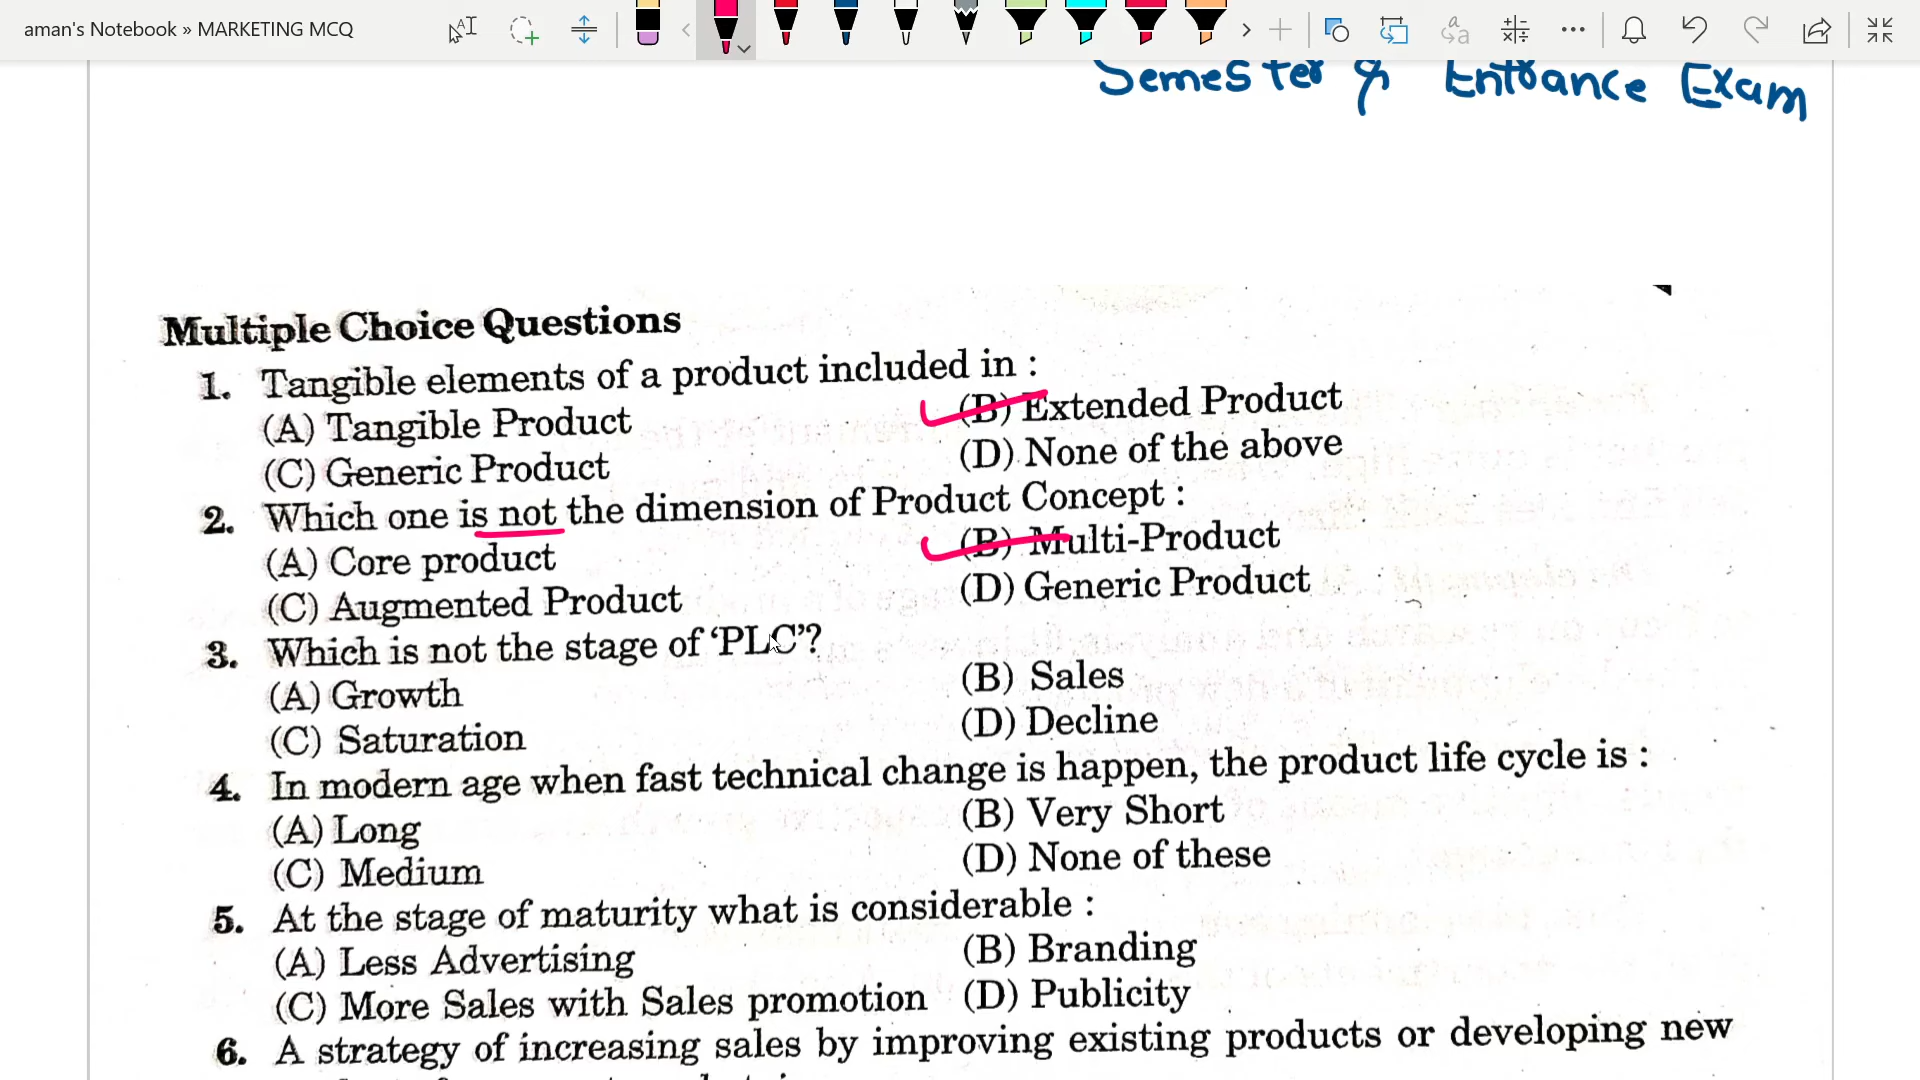 aman's Notebook » MARKETING MCQ
Semester & Entrance Exam
Multiple Choice Questions
1. Tangible elements of a product included in :
(A) Tangible Product (B) Extended Product
(C) Generic Product (D) None of the above
2. Which one is not the dimension of Product Concept :
(A) Core product (B) Multi-Product
(C) Augmented Product (D) Generic Product
3. Which is not the stage of ‘PLC’?
(A) Growth (B) Sales
(C) Saturation (D) Decline
4. In modern age when fast technical change is happen, the product life cycle is :
(A) Long (B) Very Short
(C) Medium (D) None of these
5. At the stage of maturity what is considerable :
(A) Less Advertising (B) Branding
(C) More Sales with Sales promotion (D) Publicity
6. A strategy of increasing sales by improving existing products or developing new